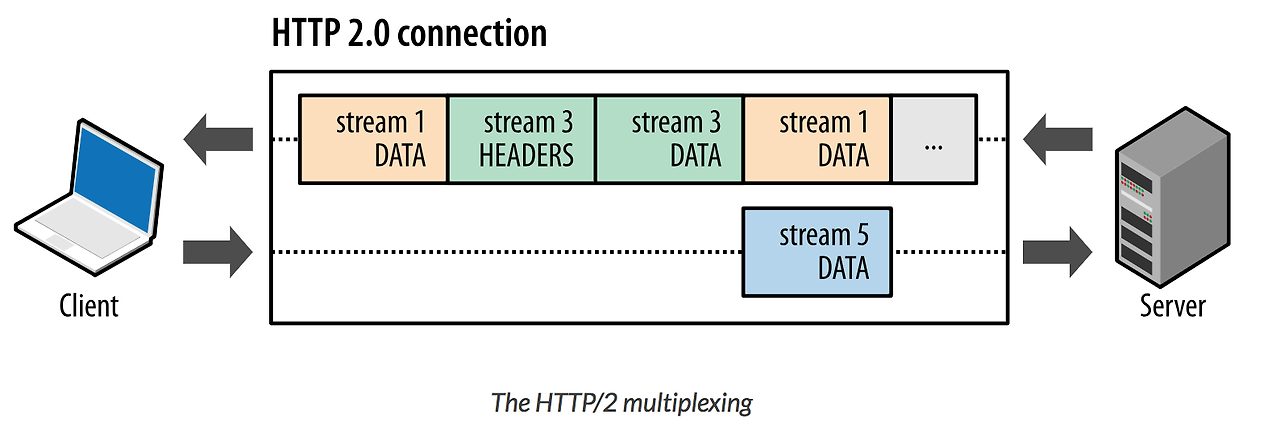 HTTP 2.0 connection
stream 1
DATA
stream 3
HEADERS
stream 3
DATA
stream 1
DATA
...
stream 5
DATA
Client
Server
The HTTP/2 multiplexing